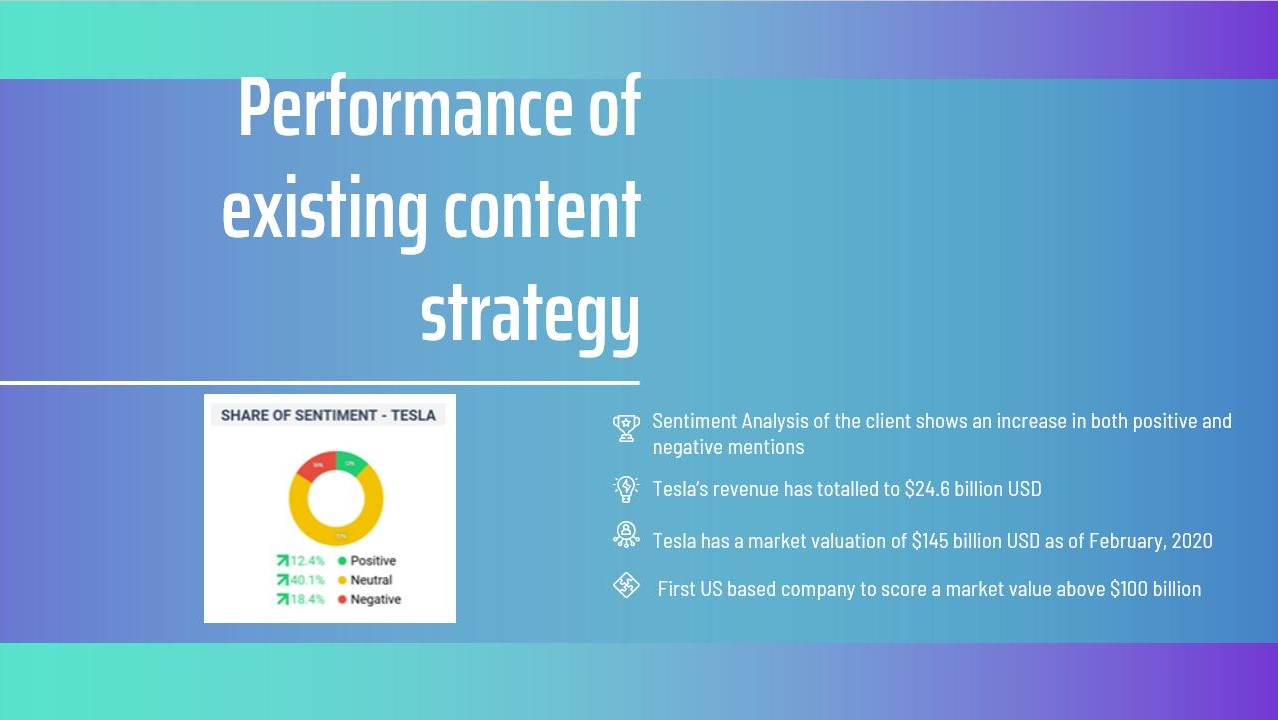 Performance of
existing content
strategy
SHARE OF SENTIMENT - TESLA
12.4% Positive
40.1% Neutral
18.4% Negative
Sentiment Analysis of the client shows an increase in both positive and
negative mentions
Tesla’s revenue has totalled to $24.6 billion USD
Tesla has a market valuation of $145 billion USD as of February, 2020
First US based company to score a market value above $100 billion